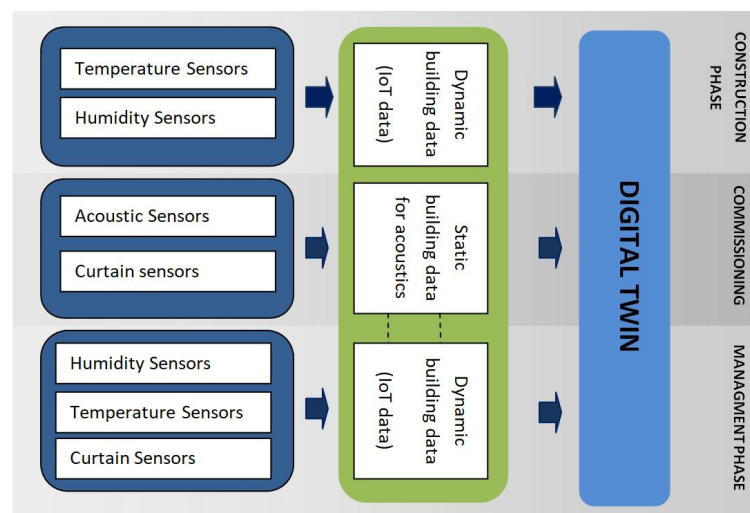 Temperature Sensors
Humidity Sensors
Dynamic
building data
(IoT data)
CONSTRUCTION
PHASE
Acoustic Sensors
Curtain sensors
Static
building data
for acoustics
COMMISSIONING
Humidity Sensors
Temperature Sensors
Curtain Sensors
Dynamic
building data
(IoT data)
MANAGMENT PHASE
DIGITAL TWIN